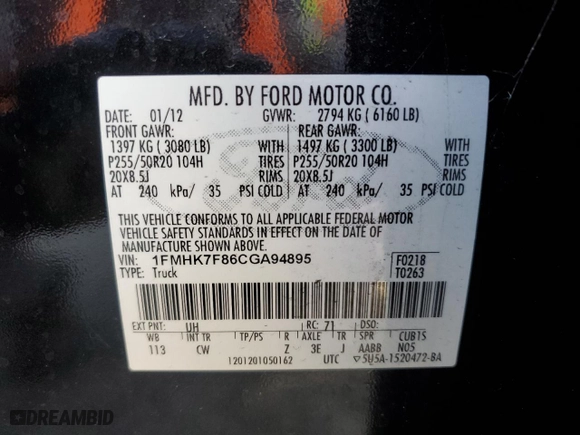 MFD. BY FORD MOTOR CO.
DATE: 01/12 GVWR: 2794 KG ( 6160 LB)
FRONT GAWR: REAR GAWR:
1397 KG ( 3080 LB) WITH 1497 KG ( 3300 LB) WITH
P255/50R20 104H TIRES P255/50R20 104H TIRES
20X8.5J RIMS 20X8.5J RIMS
AT 240 kPa/ 35 PSI COLD AT 240 kPa/ 35 PSI COLD
THIS VEHICLE CONFORMS TO ALL APPLICABLE FEDERAL MOTOR
VEHICLE SAFETY STANDARDS IN EFFECT ON THE DATE OF
MANUFACTURE SHOWN ABOVE.
VIN: 1FMHK7F86CGA94895 F0218
TYPE: Truck T0263
EXT PNT: UH RC: 71 DSO:
WB INT TR TP/PS R AXLE TR SPR CUBTS
113 CW Z 3E J AABB N05
1201201050162 UTC ▽5U5A-1520472-BA
Ford
DREAMBID